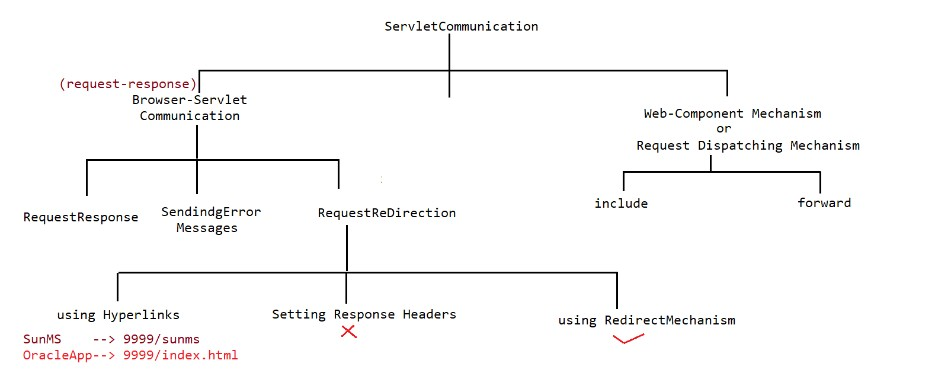 ServletCommunication
(request-response)
Browser-Servlet
Communication
Web-Component Mechanism
or
Request Dispatching Mechanism
RequestResponse
SendindgError
Messages
RequestReDirection
include
forward
using Hyperlinks
Setting Response Headers
using RedirectMechanism
SunMS --> 9999/sunms
OracleApp--> 9999/index.html